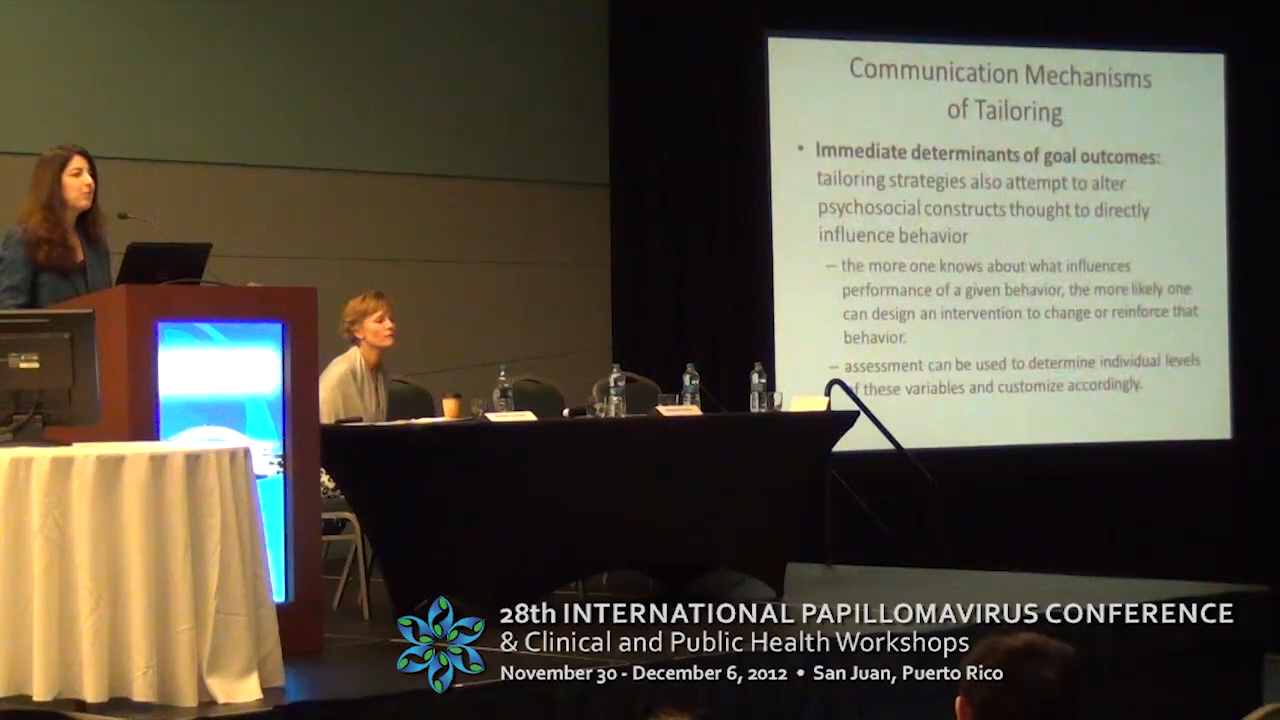 Communication Mechanisms
of Tailoring
• Immediate determinants of goal outcomes:
tailoring strategies also attempt to alter
psychosocial constructs thought to directly
influence behavior
– the more one knows about what influences
performance of a given behavior, the more likely one
can design an intervention to change or reinforce that
behavior.
– assessment can be used to determine individual levels
of these variables and customize accordingly.
28th INTERNATIONAL PAPILLOMAVIRUS CONFERENCE
& Clinical and Public Health Workshops
November 30 - December 6, 2012 • San Juan, Puerto Rico